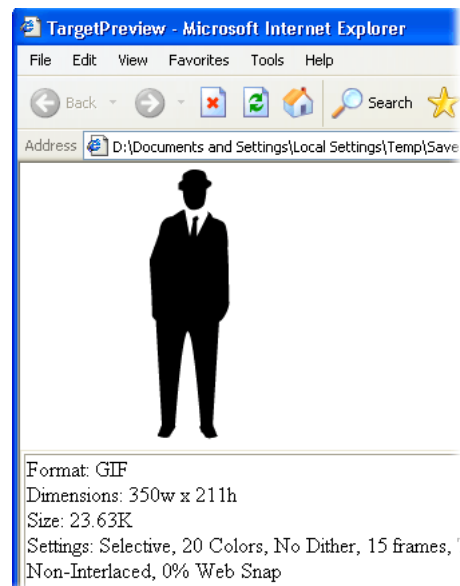 TargetPreview - Microsoft Internet Explorer
File Edit View Favorites Tools Help
Back Search
Address D:\Documents and Settings\Local Settings\Temp\Save
Format: GIF
Dimensions: 350w x 211h
Size: 23.63K
Settings: Selective, 20 Colors, No Dither, 15 frames, '
Non-Interlaced, 0% Web Snap